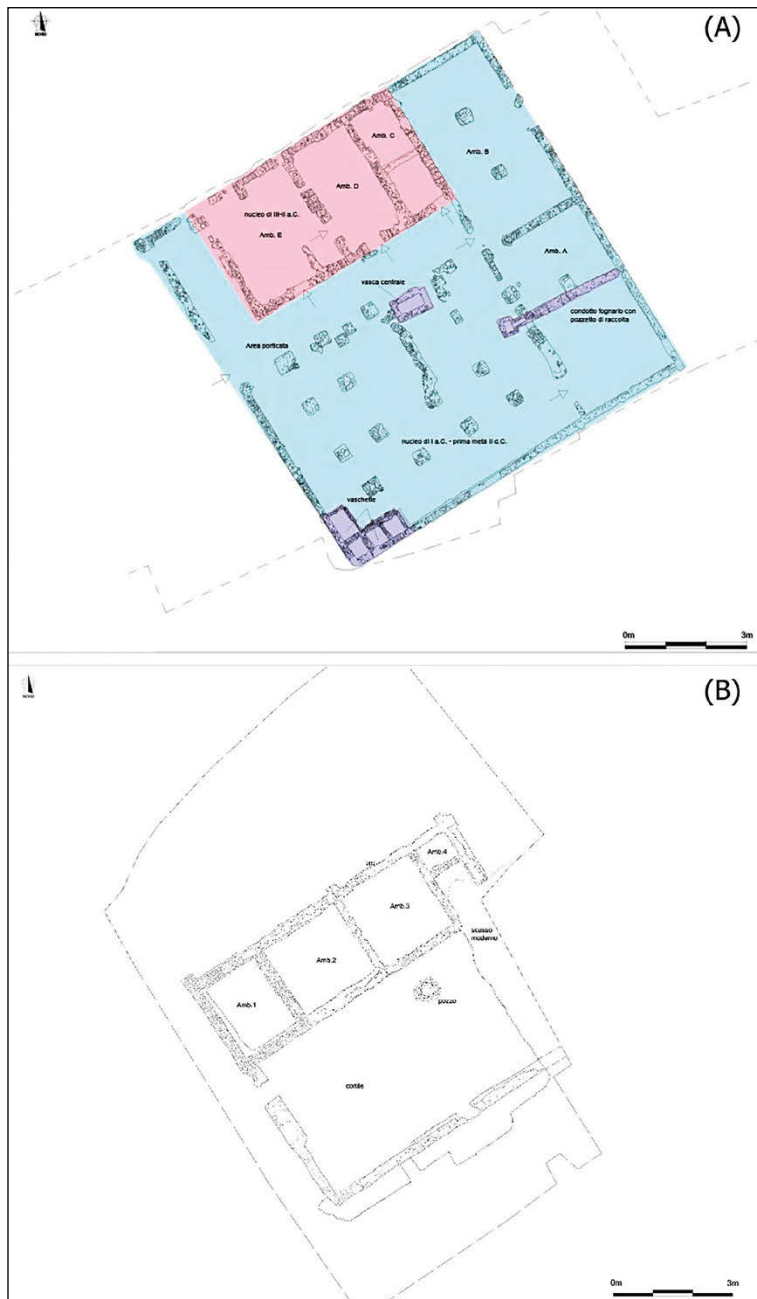 (A)
NORD
Amb. C
Amb. B
Amb. D
nucleo di III-II a.C.
Amb. E
Amb. A
vasca centrale
condotto fognario con
pozzetto di raccolta
Area porticata
nucleo di I a.C. - prima metà II d.C.
vaschette
0m 3m
(B)
NORD
Amb.4
Amb.3
scasso
moderno
Amb.2
Amb.1
pozzo
cortile
0m 3m